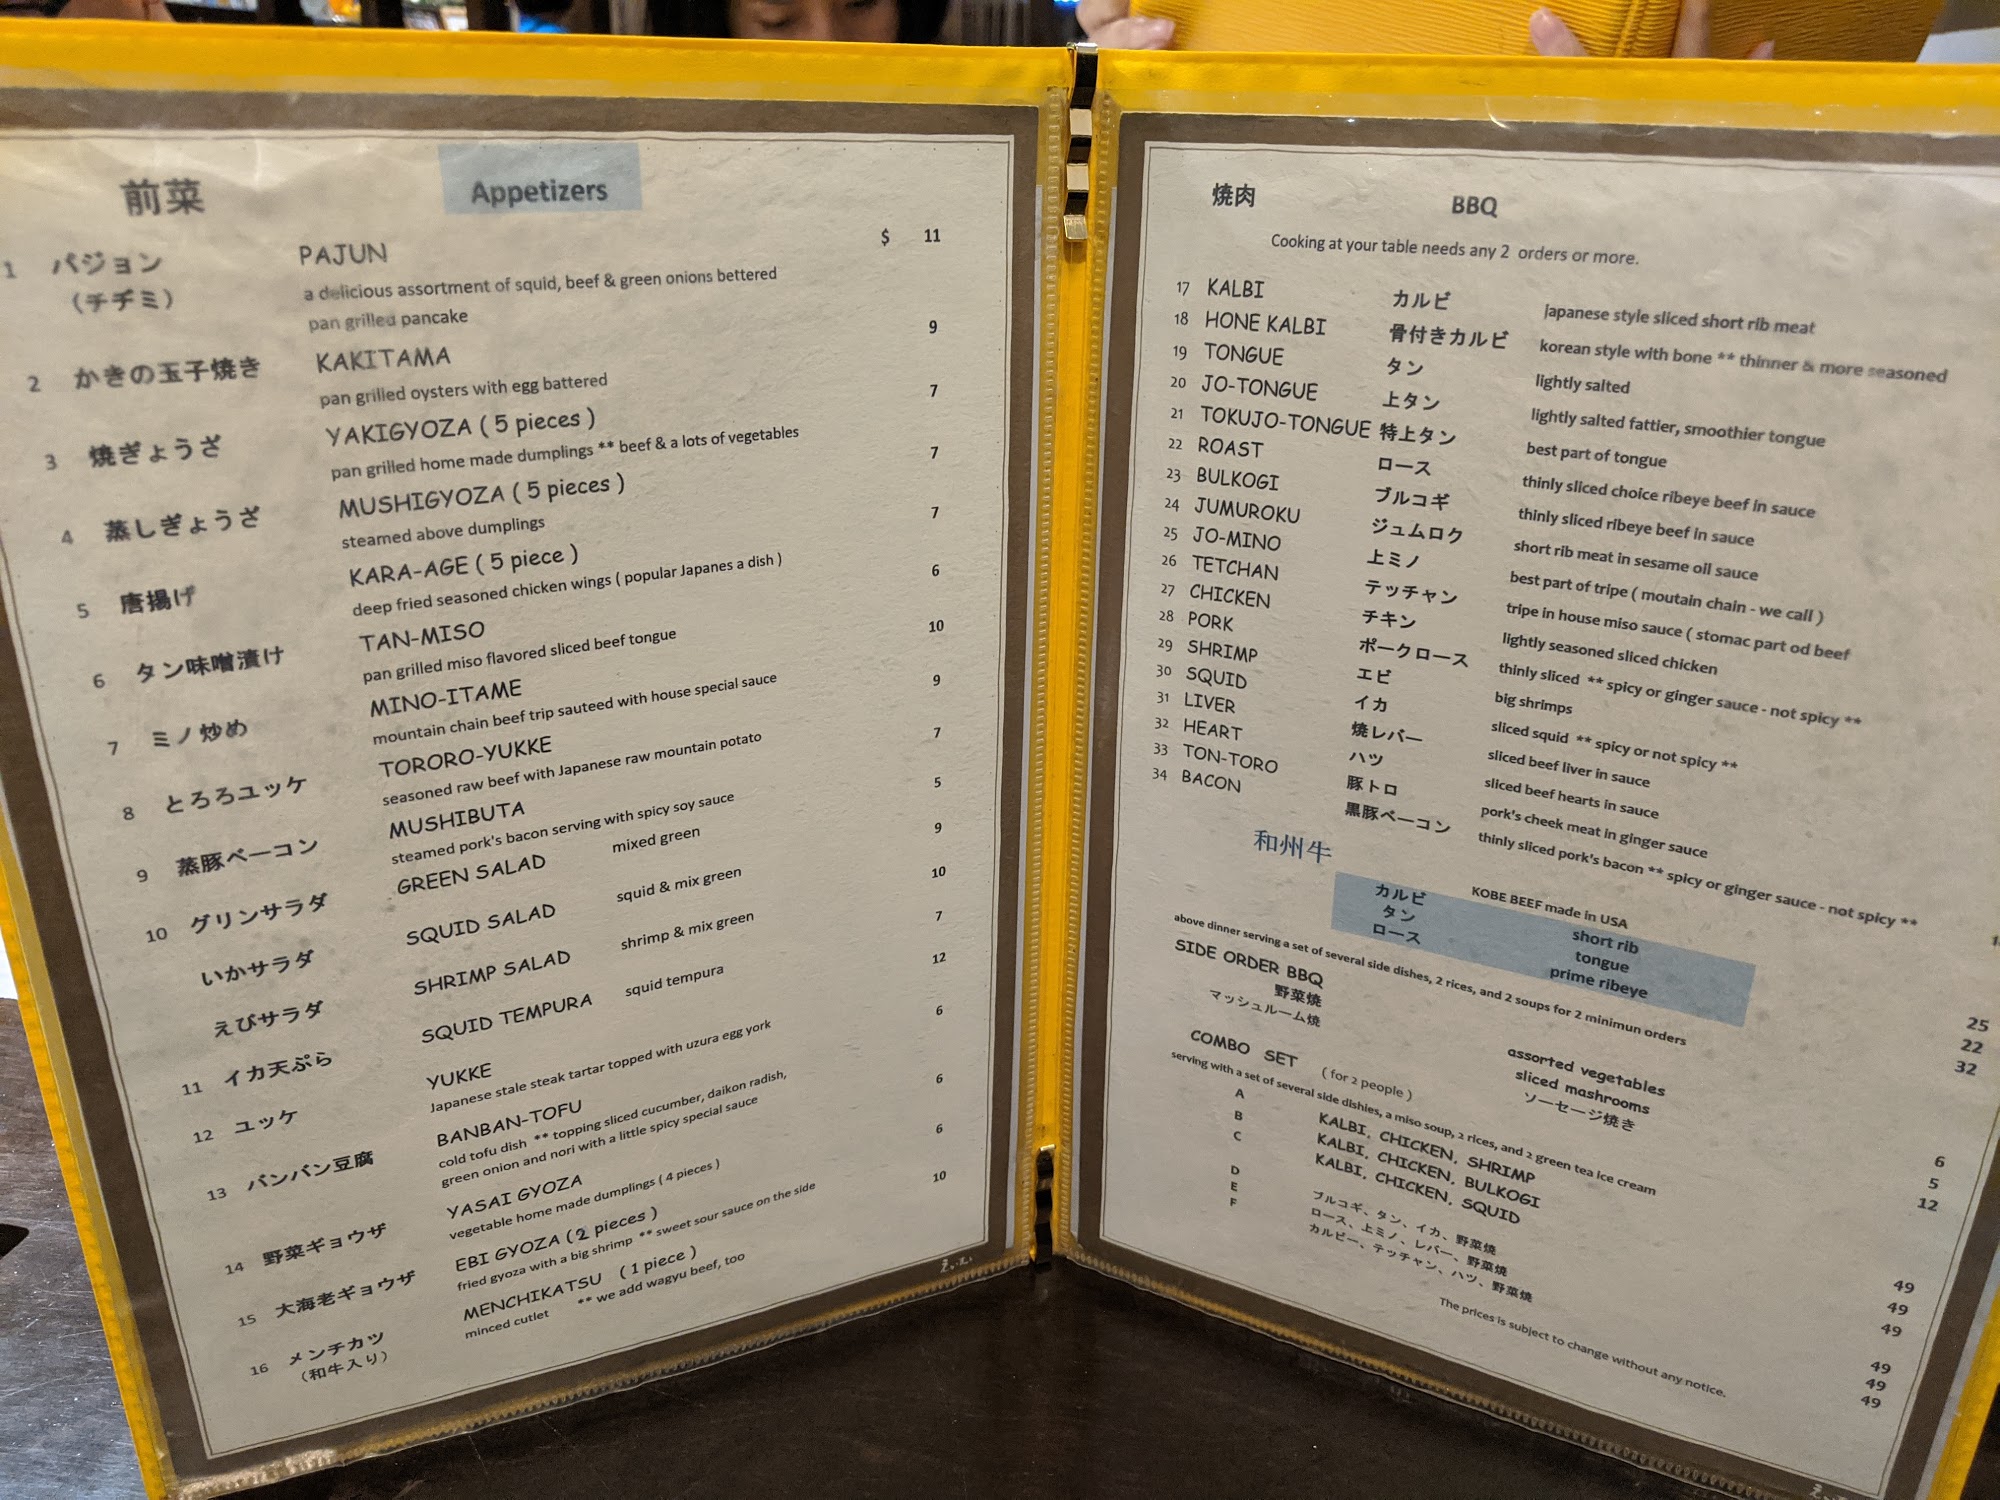 前菜 Appetizers
1 パジョン PAJUN $ 11
（チヂミ） a delicious assortment of squid, beef & green onions bettered
pan grilled pancake
2 かきの玉子焼き KAKITAMA 9
pan grilled oysters with egg battered
3 焼ぎょうざ YAKIGYOZA ( 5 pieces ) 7
pan grilled home made dumplings ** beef & a lots of vegetables
4 蒸しぎょうざ MUSHIGYOZA ( 5 pieces ) 7
steamed above dumplings
5 唐揚げ KARA-AGE ( 5 piece ) 7
deep fried seasoned chicken wings ( popular Japanes a dish )
6 タン味噌漬け TAN-MISO 6
pan grilled miso flavored sliced beef tongue
7 ミノ炒め MINO-ITAME 10
mountain chain beef trip sauteed with house special sauce
8 とろろユッケ TORORO-YUKKE 9
seasoned raw beef with Japanese raw mountain potato
9 蒸豚ベーコン MUSHIBUTA 7
steamed pork's bacon serving with spicy soy sauce
10 グリンサラダ GREEN SALAD mixed green 5
いかサラダ SQUID SALAD squid & mix green 9
えびサラダ SHRIMP SALAD shrimp & mix green 10
11 イカ天ぷら SQUID TEMPURA squid tempura 7
12 ユッケ YUKKE 12
Japanese stale steak tartar topped with uzura egg york
13 バンバン豆腐 BANBAN-TOFU 6
cold tofu dish ** topping sliced cucumber, daikon radish,
green onion and nori with a little spicy special sauce
14 野菜ギョウザ YASAI GYOZA 6
vegetable home made dumplings ( 4 pieces )
15 大海老ギョウザ EBI GYOZA ( 2 pieces ) 6
fried gyoza with a big shrimp ** sweet sour sauce on the side
16 メンチカツ MENCHIKATSU ( 1 piece ) 10
（和牛入り） minced cutlet ** we add wagyu beef, too
焼肉 BBQ
Cooking at your table needs any 2 orders or more.
17 KALBI カルビ japanese style sliced short rib meat
18 HONE KALBI 骨付きカルビ korean style with bone ** thinner & more seasoned
19 TONGUE タン lightly salted
20 JO-TONGUE 上タン lightly salted fattier, smoothier tongue
21 TOKUJO-TONGUE 特上タン best part of tongue
22 ROAST ロース thinly sliced choice ribeye beef in sauce
23 BULKOGI ブルコギ thinly sliced ribeye beef in sauce
24 JUMUROKU ジュムロク short rib meat in sesame oil sauce
25 JO-MINO 上ミノ best part of tripe ( moutain chain - we call )
26 TETCHAN テッチャン tripe in house miso sauce ( stomac part od beef
27 CHICKEN チキン lightly seasoned sliced chicken
28 PORK ポークロース thinly sliced ** spicy or ginger sauce - not spicy **
29 SHRIMP エビ big shrimps
30 SQUID イカ sliced squid ** spicy or not spicy **
31 LIVER 焼レバー sliced beef liver in sauce
32 HEART ハツ sliced beef hearts in sauce
33 TON-TORO 豚トロ pork's cheek meat in ginger sauce
34 BACON 黒豚ベーコン thinly sliced pork's bacon ** spicy or ginger sauce - not spicy **
和州牛 KOBE BEEF made in USA
カルビ short rib 25
タン tongue 22
ロース prime ribeye 32
above dinner serving a set of several side dishes, 2 rices, and 2 soups for 2 minimun orders
SIDE ORDER BBQ
野菜焼 assorted vegetables 6
マッシュルーム焼 sliced mashrooms 5
ソーセージ焼き 12
COMBO SET ( for 2 people )
serving with a set of several side dishies, a miso soup, 2 rices, and 2 green tea ice cream
A KALBI, CHICKEN, SHRIMP 49
B KALBI, CHICKEN, BULKOGI 49
C KALBI, CHICKEN, SQUID 49
D ブルコギ、タン、イカ、野菜焼 49
E ロース、上ミノ、レバー、野菜焼 49
F カルビー、テッチャン、ハツ、野菜焼 49
The prices is subject to change without any notice.